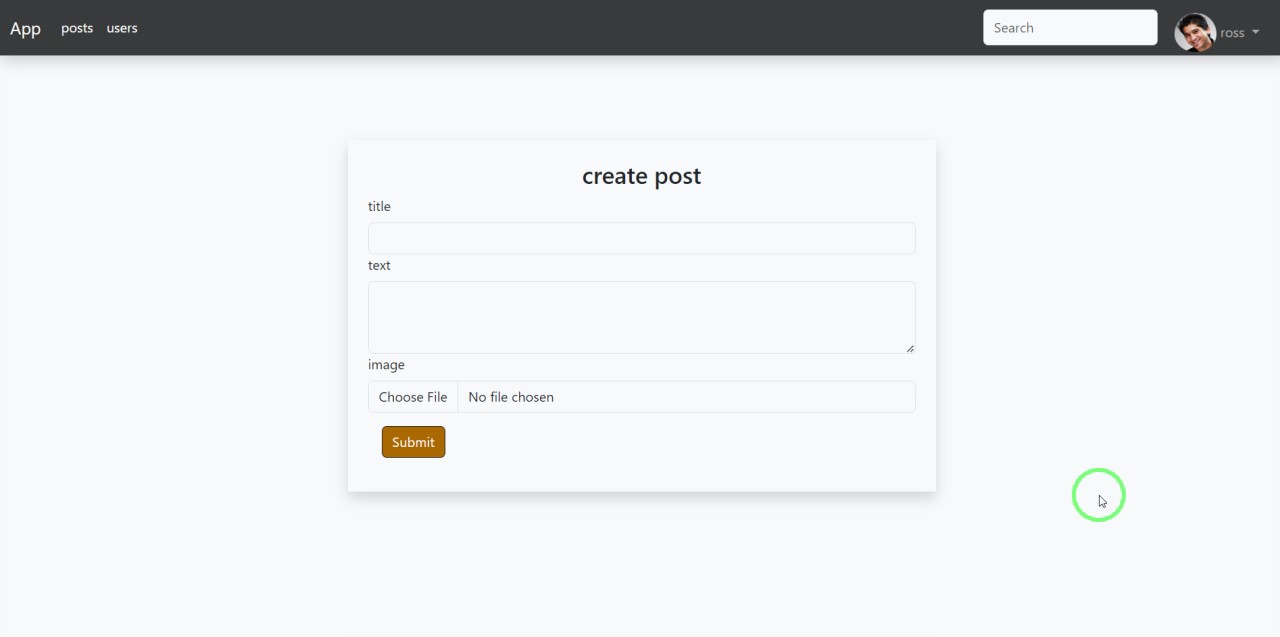 App posts users Search ross
create post
title
text
image
Choose File No file chosen
Submit